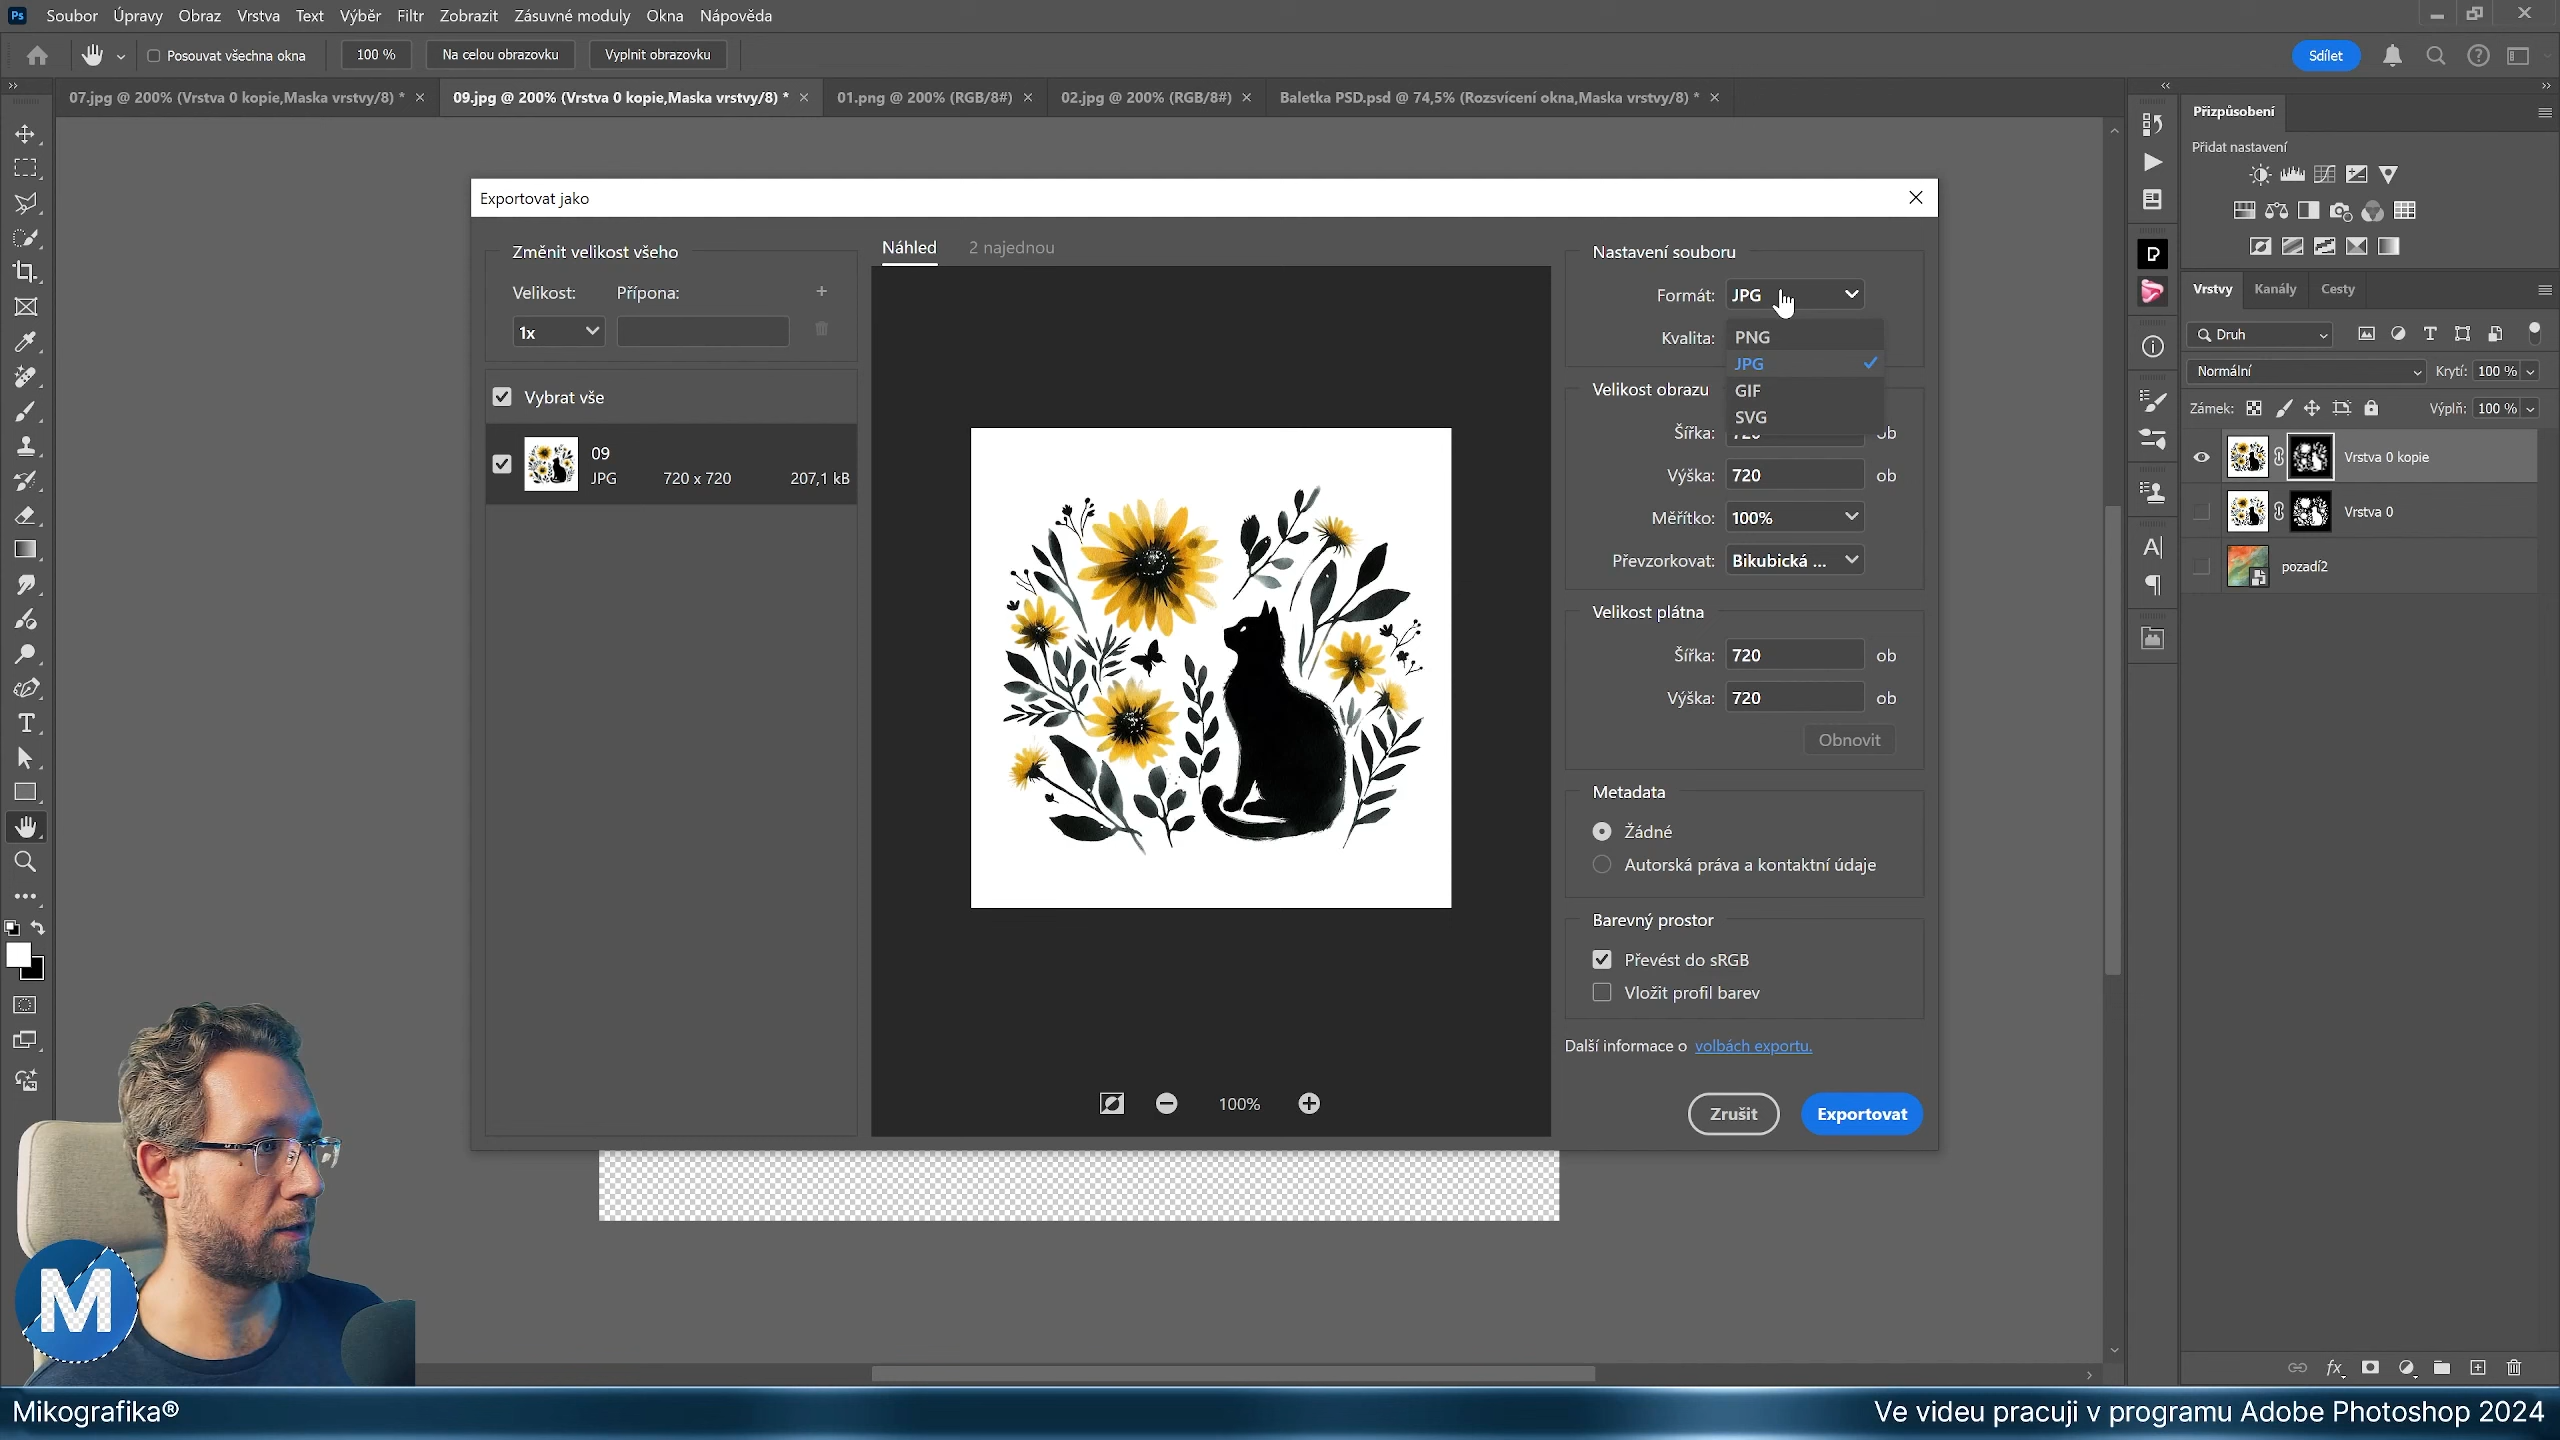 Ps Soubor Úpravy Obraz Vrstva Text Výběr Filtr Zobrazit Zásuvné moduly Okna Nápověda
Posouvat všechna okna 100 % Na celou obrazovku Vyplnit obrazovku Sdílet
07.jpg @ 200% (Vrstva 0 kopie,Maska vrstvy/8) * 09.jpg @ 200% (Vrstva 0 kopie,Maska vrstvy/8) * 01.png @ 200% (RGB/8#) 02.jpg @ 200% (RGB/8#) Baletka PSD.psd @ 74,5% (Rozsvícení okna,Maska vrstvy/8) *
Exportovat jako
Změnit velikost všeho
Velikost: Přípona:
1x
Vybrat vše
09
JPG 720 x 720 207,1 kB
Náhled 2 najednou
100%
Nastavení souboru
Formát: JPG
Kvalita:
PNG
JPG
GIF
SVG
Velikost obrazu
Šířka: ob
Výška: 720 ob
Měřítko: 100%
Převzorkovat: Bikubická ...
Velikost plátna
Šířka: 720 ob
Výška: 720 ob
Obnovit
Metadata
Žádné
Autorská práva a kontaktní údaje
Barevný prostor
Převést do sRGB
Vložit profil barev
Další informace o volbách exportu.
Zrušit Exportovat
Přizpůsobení
Přidat nastavení
Vrstvy Kanály Cesty
Druh
Normální Krytí: 100 %
Zámek: Výplň: 100 %
Vrstva 0 kopie
Vrstva 0
pozadí2
M
Mikografika®
Ve videu pracuji v programu Adobe Photoshop 2024